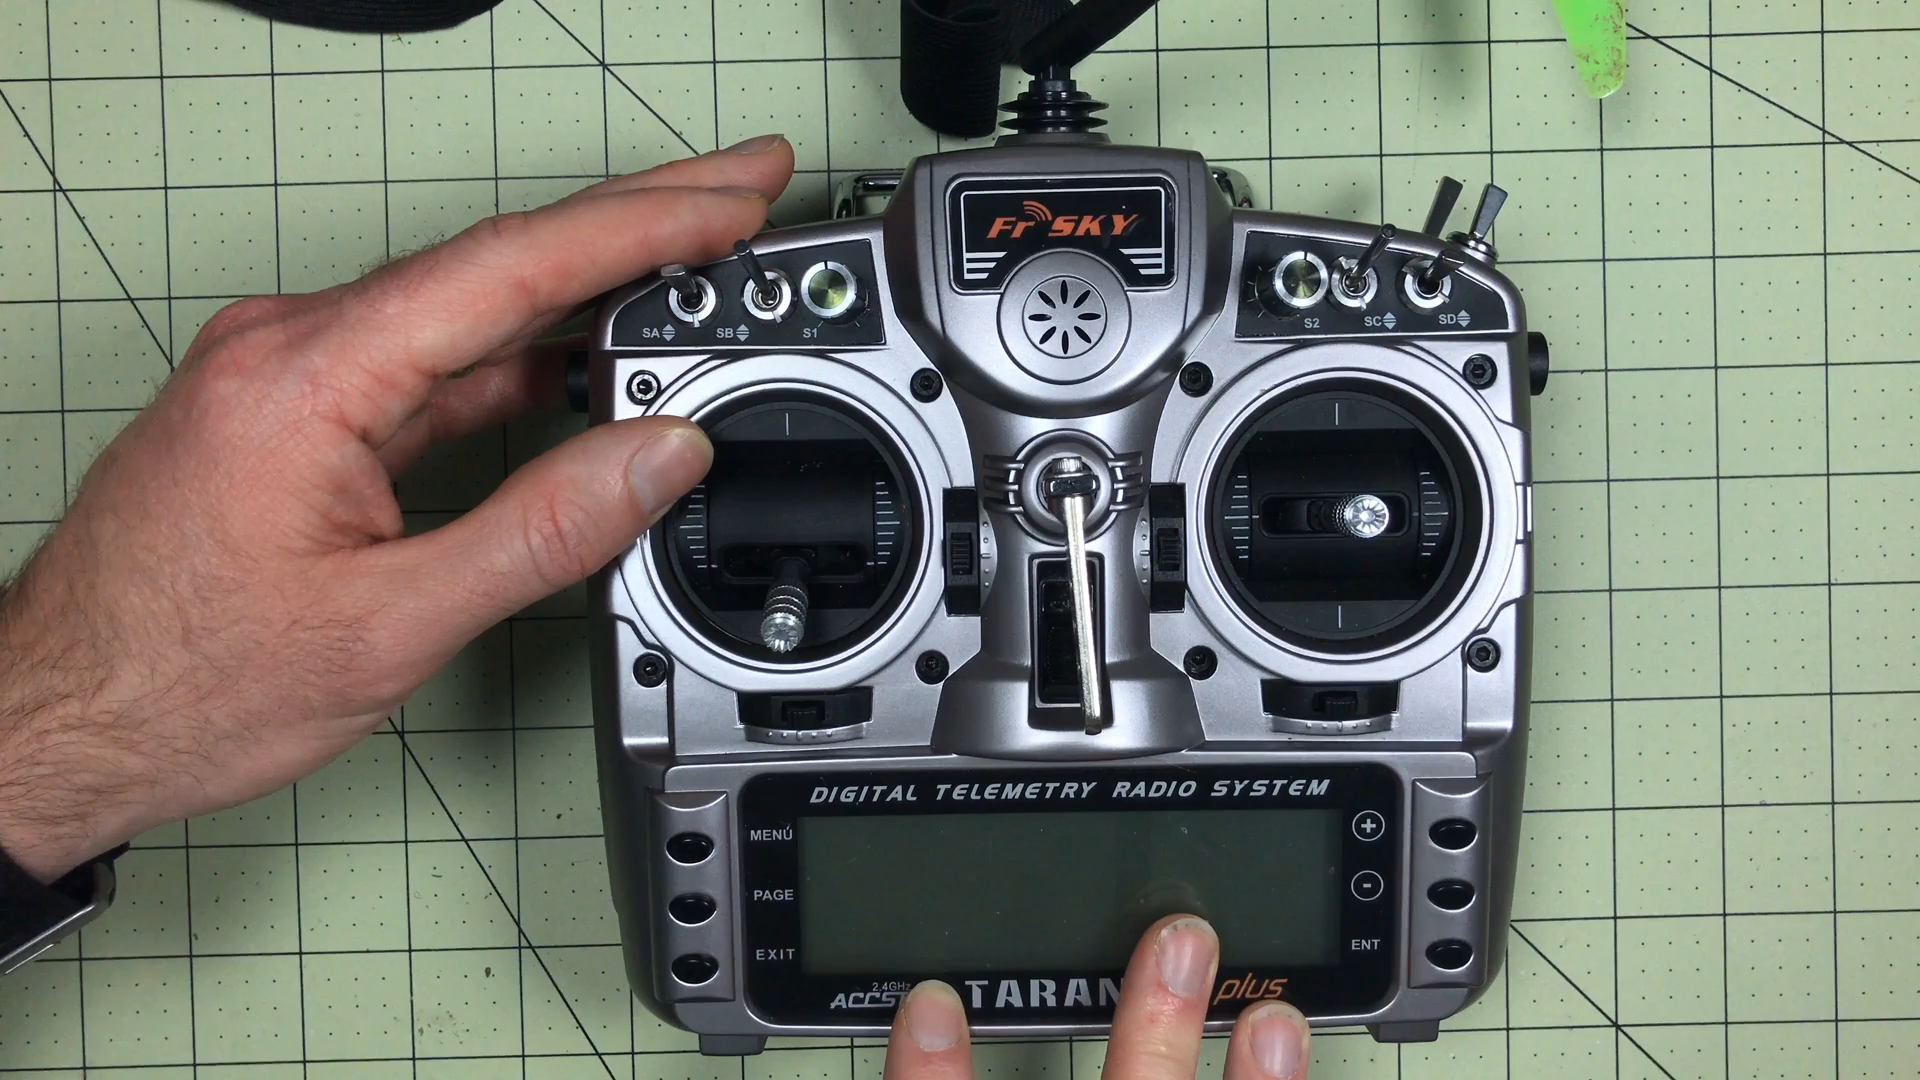 FrSKY
SA SB S1
S2 SC SD
DIGITAL TELEMETRY RADIO SYSTEM
MENU
PAGE
EXIT
+
-
ENT
2.4GHz
plus